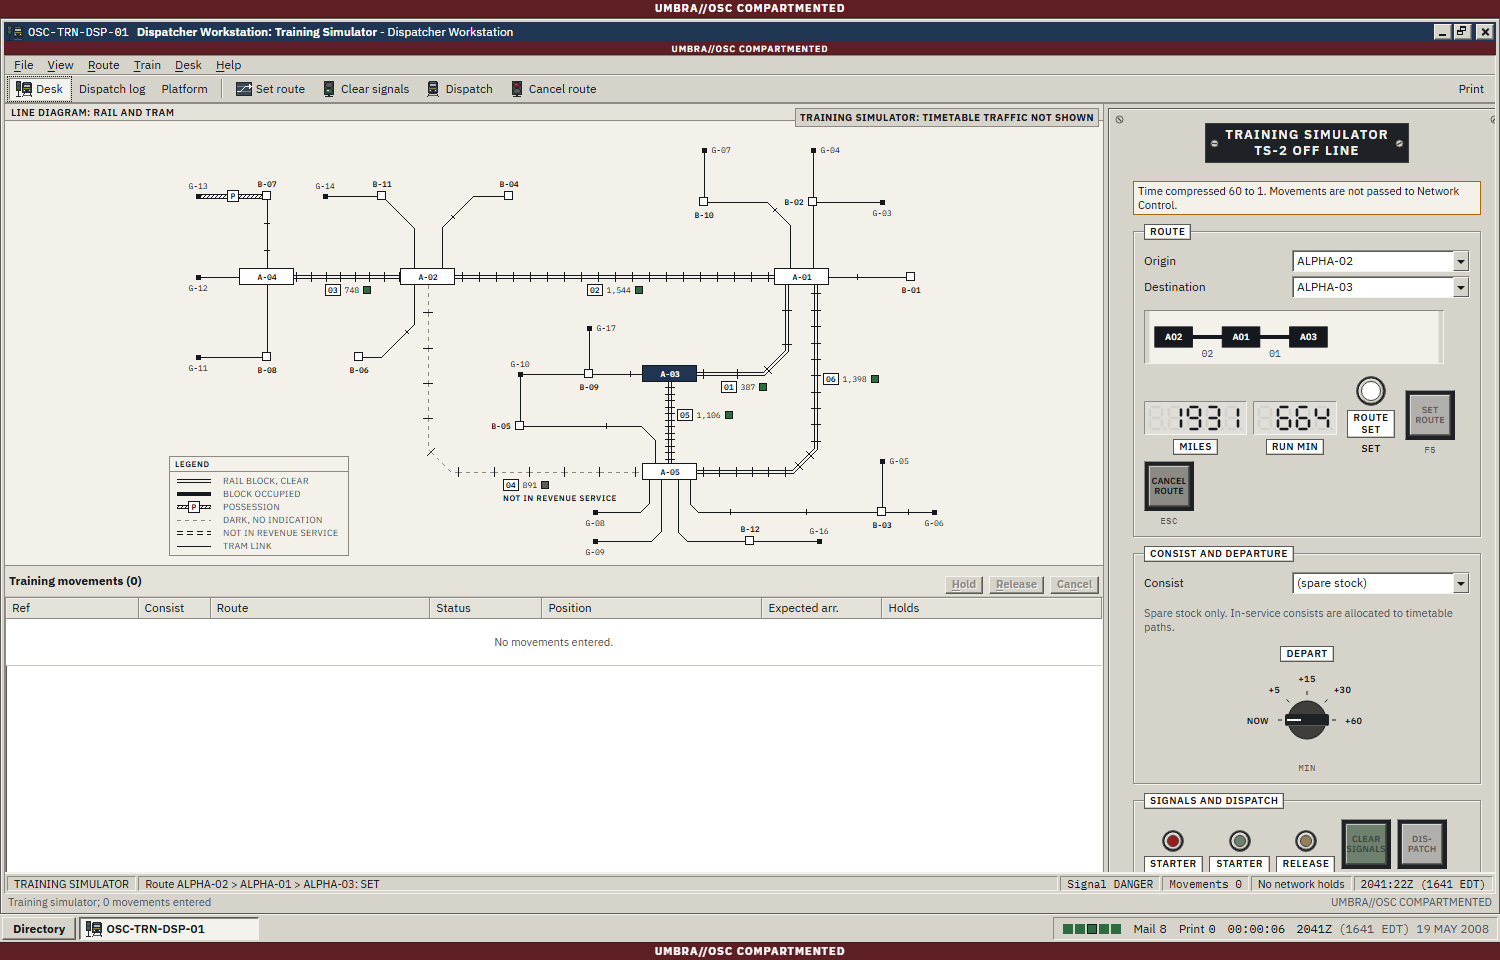 UMBRA//OSC COMPARTMENTED
OSC-TRN-DSP-01 Dispatcher Workstation: Training Simulator - Dispatcher Workstation
UMBRA//OSC COMPARTMENTED
File View Route Train Desk Help
Desk Dispatch log Platform Set route Clear signals Dispatch Cancel route Print
LINE DIAGRAM: RAIL AND TRAM
TRAINING SIMULATOR: TIMETABLE TRAFFIC NOT SHOWN
G-07 G-04
G-13 P B-07 G-14 B-11 B-04
B-10 B-02 G-03
G-12 A-04 A-02 A-01 B-01
03 748 02 1,544
G-17
G-11 B-08 B-06 G-10 B-09 A-03
01 387 06 1,398
05 1,106
B-05
A-05
04 891
NOT IN REVENUE SERVICE
G-05
G-08 B-03 G-06
G-09 B-12 G-16
LEGEND
RAIL BLOCK, CLEAR
BLOCK OCCUPIED
P POSSESSION
DARK, NO INDICATION
NOT IN REVENUE SERVICE
TRAM LINK
Training movements (0)
Hold Release Cancel
Ref Consist Route Status Position Expected arr. Holds
No movements entered.
TRAINING SIMULATOR
TS-2 OFF LINE
Time compressed 60 to 1. Movements are not passed to Network
Control.
ROUTE
Origin ALPHA-02
Destination ALPHA-03
A02 A01 A03
02 01
1931 664
MILES RUN MIN
ROUTE
SET
SET
SET
ROUTE
F5
CANCEL
ROUTE
ESC
CONSIST AND DEPARTURE
Consist (spare stock)
Spare stock only. In-service consists are allocated to timetable
paths.
DEPART
+15
+5 +30
NOW +60
MIN
SIGNALS AND DISPATCH
STARTER STARTER RELEASE
CLEAR
SIGNALS
DIS-
PATCH
TRAINING SIMULATOR Route ALPHA-02 > ALPHA-01 > ALPHA-03: SET Signal DANGER Movements 0 No network holds 2041:22Z (1641 EDT)
Training simulator; 0 movements entered UMBRA//OSC COMPARTMENTED
Directory OSC-TRN-DSP-01 Mail 8 Print 0 00:00:06 2041Z (1641 EDT) 19 MAY 2008
UMBRA//OSC COMPARTMENTED